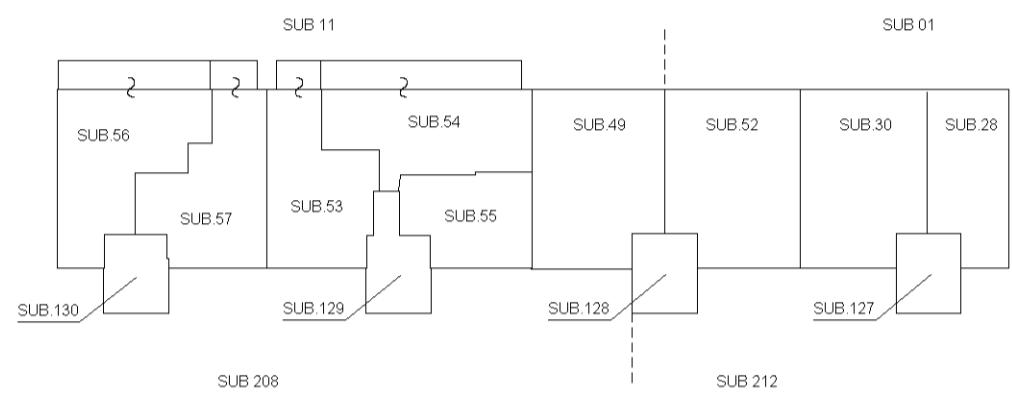 SUB 11
SUB 01
SUB.56
SUB.54
SUB.49
SUB.52
SUB.30
SUB.28
SUB.57
SUB.53
SUB.55
SUB.130
SUB.129
SUB.128
SUB.127
SUB 208
SUB 212